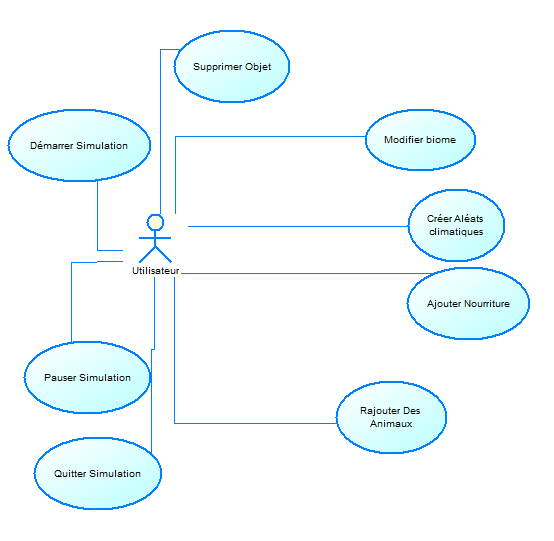 Supprimer Objet
Démarrer Simulation
Modifier biome
Créer Aléats
climatiques
Utilisateur
Ajouter Nourriture
Pauser Simulation
Rajouter Des
Animaux
Quitter Simulation